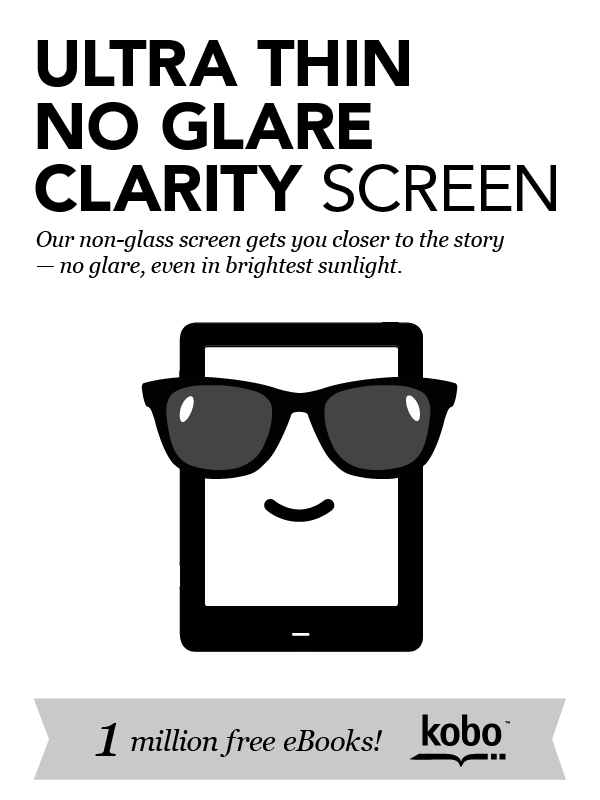 ULTRA THIN
NO GLARE
CLARITY SCREEN
Our non-glass screen gets you closer to the story
— no glare, even in brightest sunlight.
1 million free eBooks!
kobo™